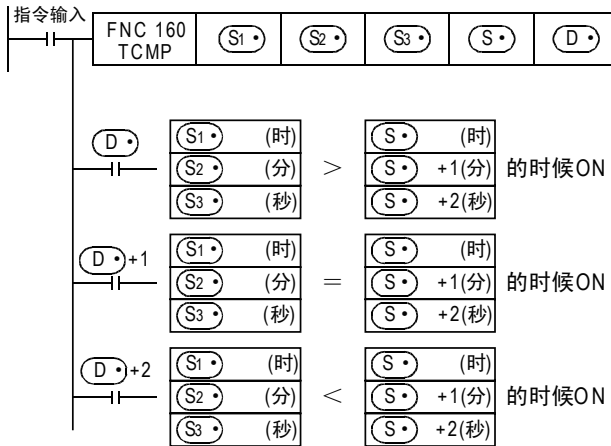 指令输入
FNC 160
TCMP
S1・ S2・ S3・ S・ D・
D・
S1・ (时) S・ (时)
S2・ (分) > S・ +1(分) 的时候ON
S3・ (秒) S・ +2(秒)
D・+1
S1・ (时) S・ (时)
S2・ (分) = S・ +1(分) 的时候ON
S3・ (秒) S・ +2(秒)
D・+2
S1・ (时) S・ (时)
S2・ (分) < S・ +1(分) 的时候ON
S3・ (秒) S・ +2(秒)